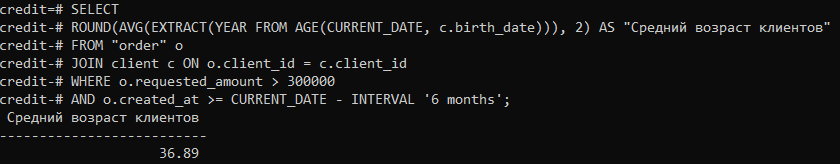 credit=# SELECT
credit-# ROUND(AVG(EXTRACT(YEAR FROM AGE(CURRENT_DATE, c.birth_date))), 2) AS "Средний возраст клиентов"
credit-# FROM "order" o
credit-# JOIN client c ON o.client_id = c.client_id
credit-# WHERE o.requested_amount > 300000
credit-# AND o.created_at >= CURRENT_DATE - INTERVAL '6 months';
 Средний возраст клиентов
--------------------------
                    36.89